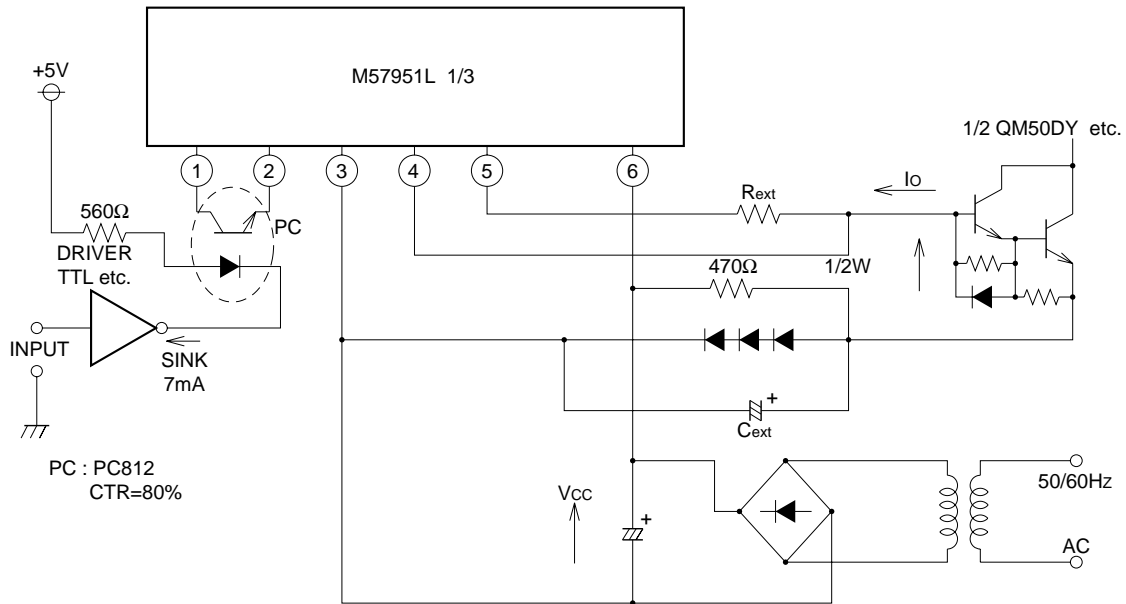 M57951L 1/3
+5V
1/2 QM50DY etc.
1
2
3
4
5
6
IO
Rext
560Ω
PC
DRIVER
TTL etc.
470Ω
1/2W
INPUT
SINK
7mA
+
Cext
PC : PC812
CTR=80%
VCC
+
50/60Hz
AC